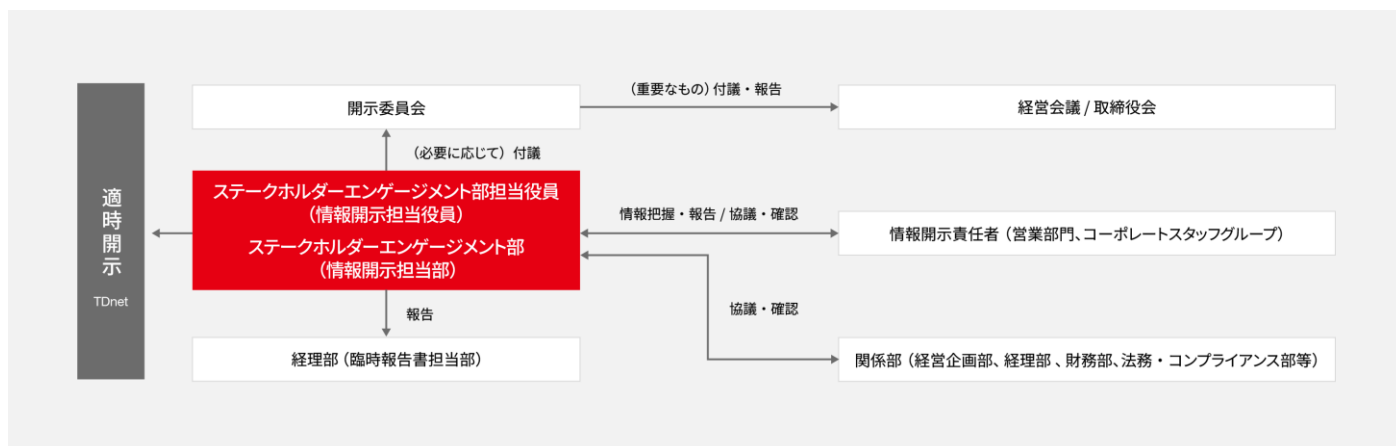 適時開示
TDnet
開示委員会
(重要なもの) 付議・報告
経営会議 / 取締役会
(必要に応じて) 付議
ステークホルダーエンゲージメント部担当役員
(情報開示担当役員)
ステークホルダーエンゲージメント部
(情報開示担当部)
情報把握・報告 / 協議・確認
情報開示責任者 (営業部門、コーポレートスタッフグループ)
協議・確認
報告
経理部 (臨時報告書担当部)
関係部 (経営企画部、経理部 、財務部、法務・コンプライアンス部等)